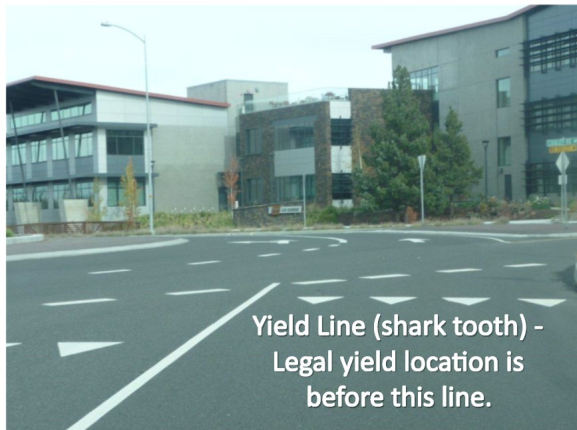 Yield Line (shark tooth) -
Legal yield location is
before this line.